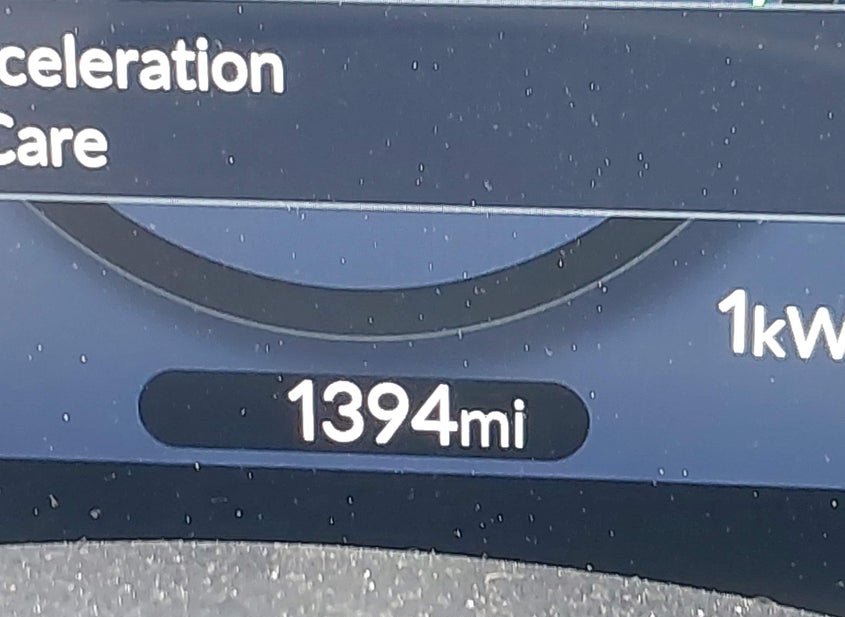 celeration
Care
1kW
1394mi